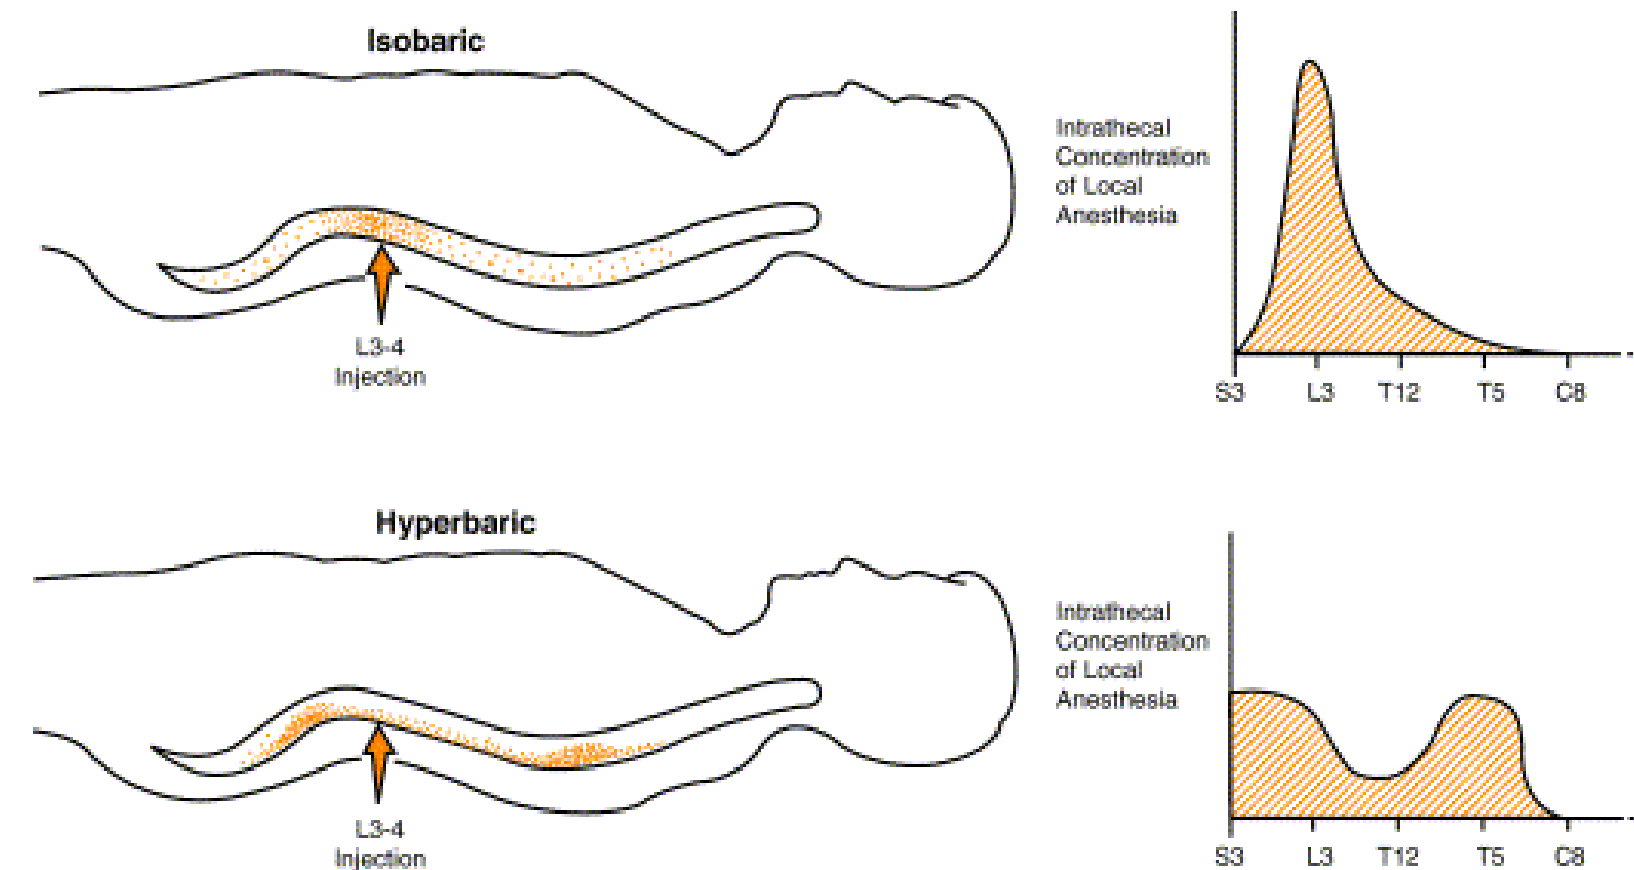 Isobaric
Intrathecal
Concentration
of Local
Anesthesia
L3-4
Injection
S3 L3 T12 T5 C8
Hyperbaric
Intrathecal
Concentration
of Local
Anesthesia
L3-4
Injection
S3 L3 T12 T5 C8